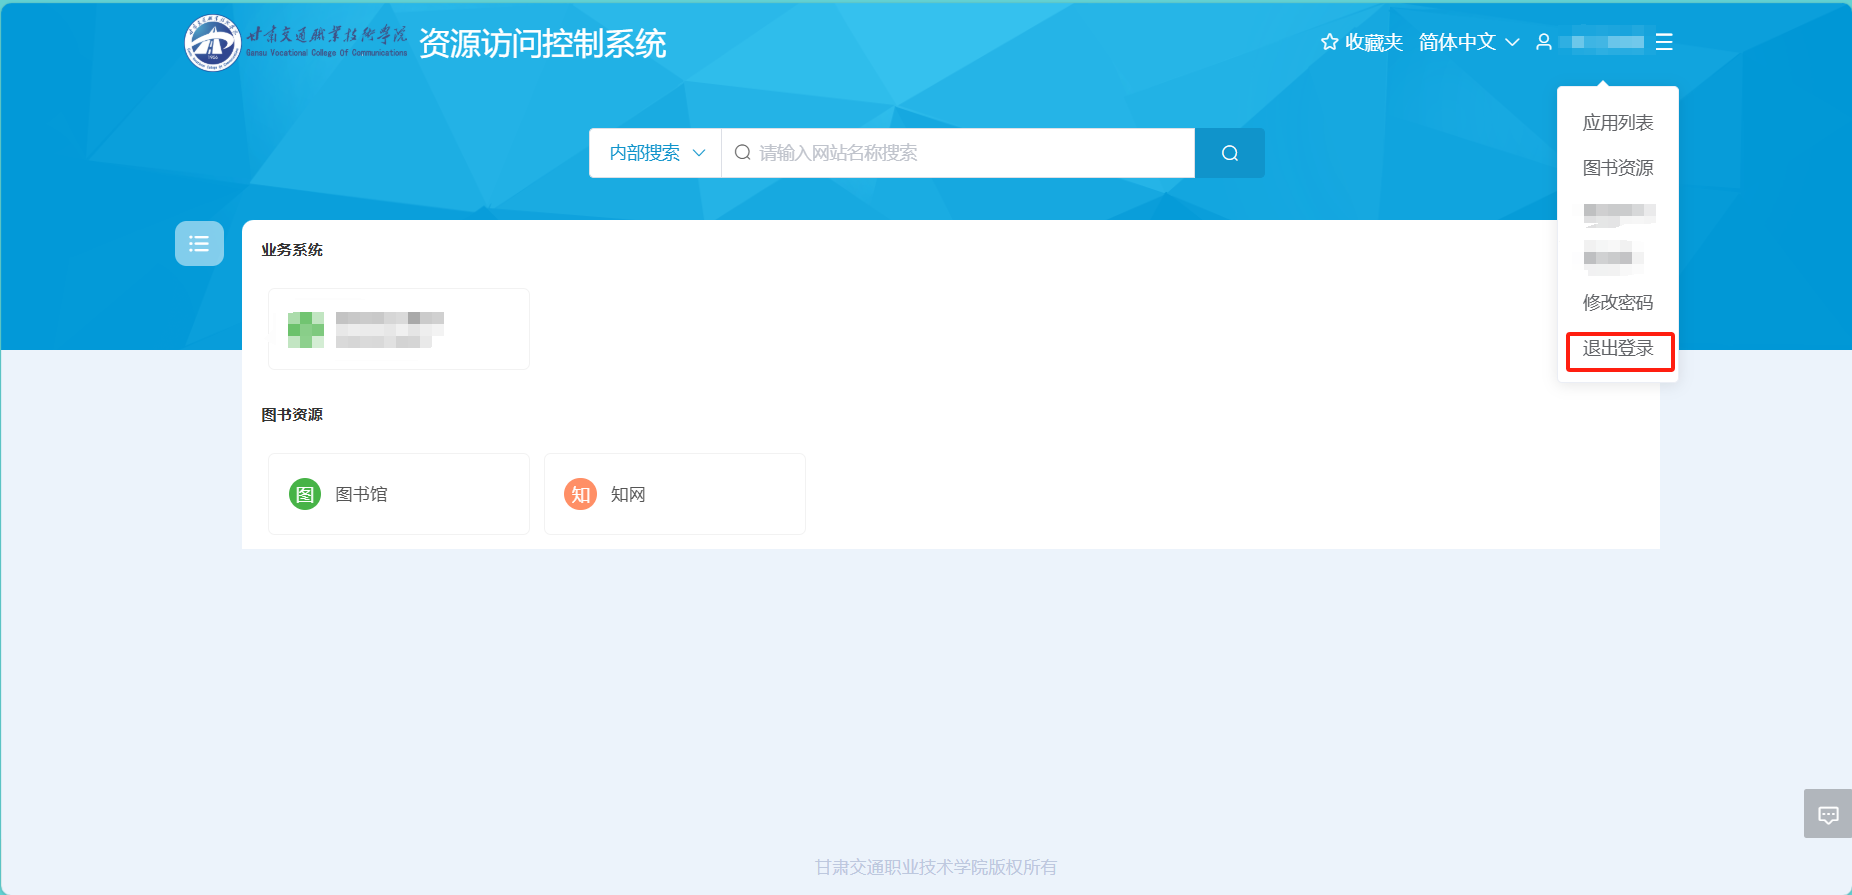 甘肃交通职业技术学院
Gansu Vocational College Of Communications
资源访问控制系统
收藏夹 简体中文
内部搜索 请输入网站名称搜索
应用列表
图书资源
修改密码
退出登录
业务系统
图书资源
图 图书馆
知 知网
甘肃交通职业技术学院版权所有